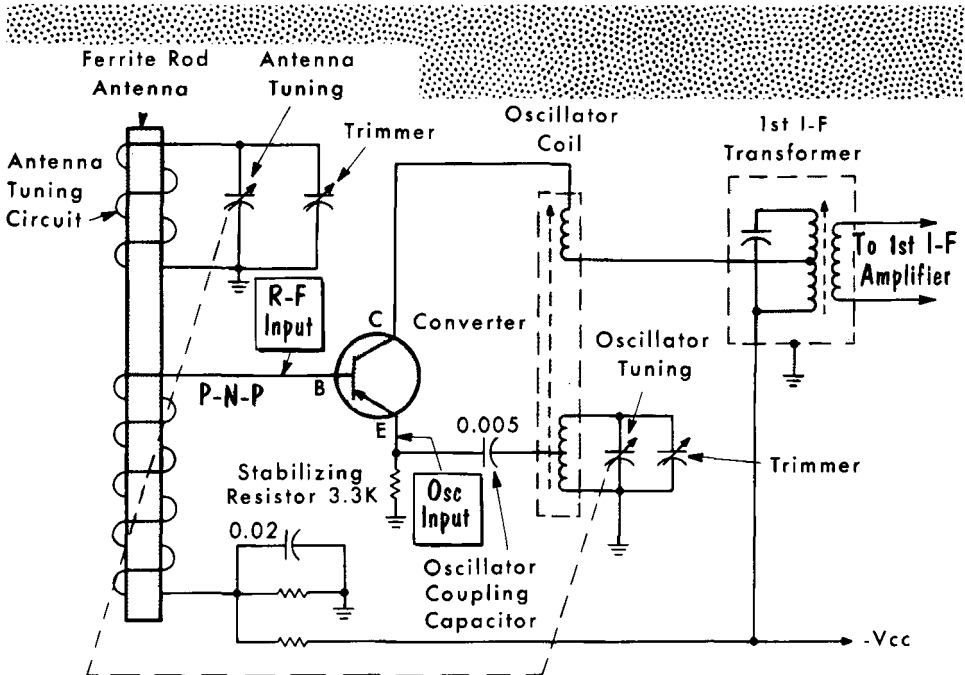 Ferrite Rod
Antenna
Antenna
Tuning
Trimmer
Antenna
Tuning
Circuit
Oscillator
Coil
1st I-F
Transformer
To 1st I-F
Amplifier
R-F
Input
C
Converter
P-N-P
B
E
Oscillator
Tuning
0.005
Trimmer
Stabilizing
Resistor 3.3K
Osc
Input
0.02
Oscillator
Coupling
Capacitor
-Vcc